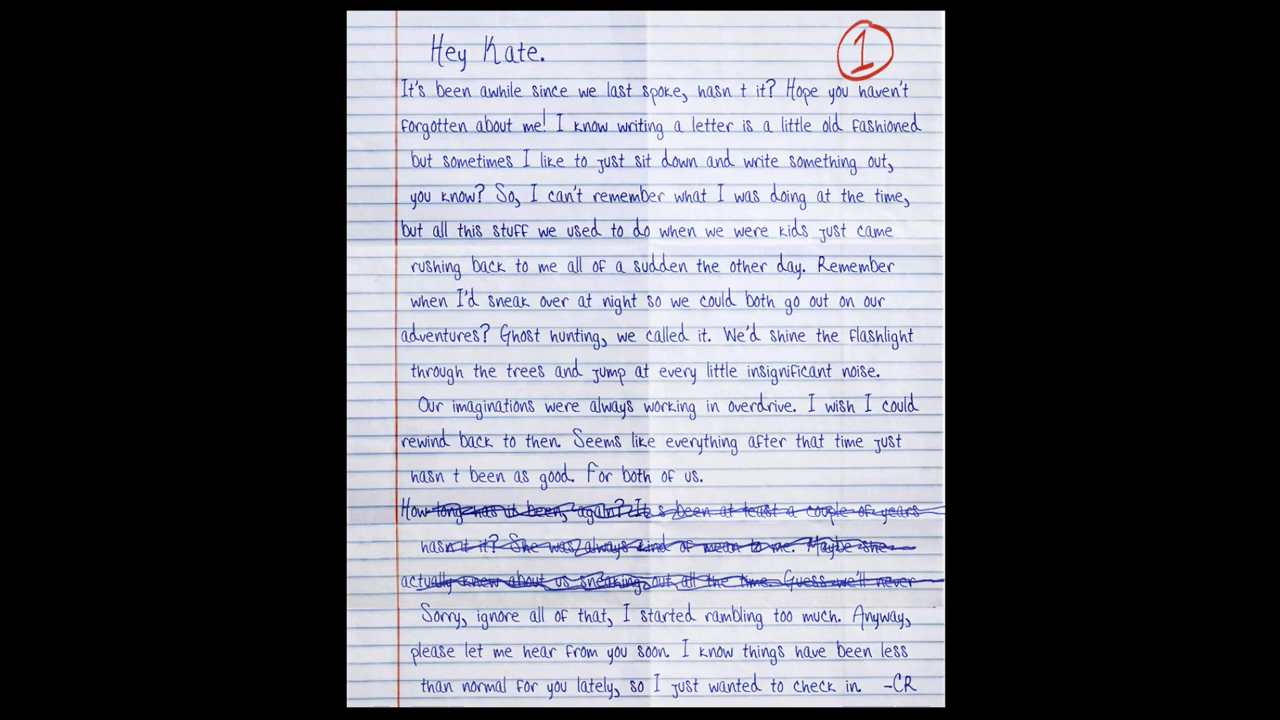 Hey Kate.
1
It's been awhile since we last spoke, hasn t it? Hope you haven't
forgotten about me! I know writing a letter is a little old fashioned
but sometimes I like to just sit down and write something out,
you know? So, I can't remember what I was doing at the time,
but all this stuff we used to do when we were kids just came
rushing back to me all of a sudden the other day. Remember
when I'd sneak over at night so we could both go out on our
adventures? Ghost hunting, we called it. We'd shine the flashlight
through the trees and jump at every little insignificant noise.
Our imaginations were always working in overdrive. I wish I could
rewind back to then. Seems like everything after that time just
hasn t been as good. For both of us.
How long has it been, again? It s been at least a couple of years
hasn t it? She was always kind of mean to me. Maybe she
actually knew about us sneaking out all the time. Guess we'll never
Sorry, ignore all of that, I started rambling too much. Anyway,
please let me hear from you soon. I know things have been less
than normal for you lately, so I just wanted to check in. -CR